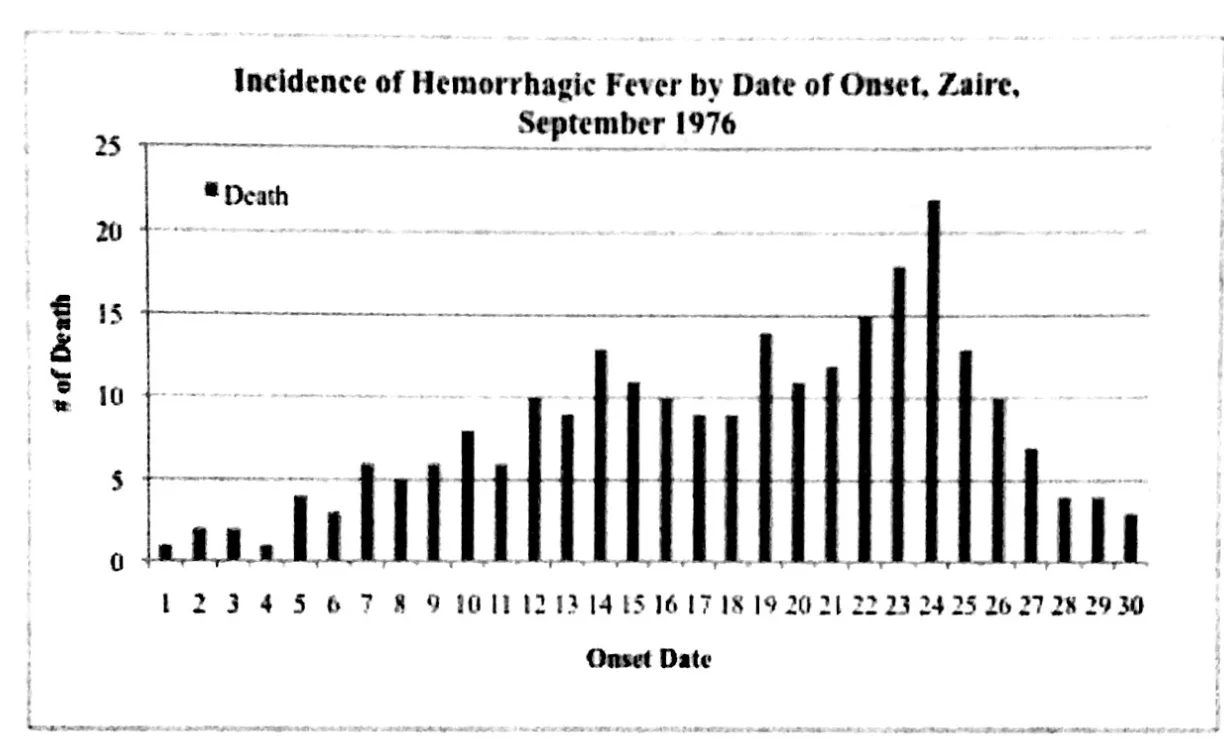 Incidence of Hemorrhagic Fever by Date of Onset, Zaire,
September 1976
25
Death
20
15
10
5
0
# of Death
1 2 3 4 5 6 7 8 9 10 11 12 13 14 15 16 17 18 19 20 21 22 23 24 25 26 27 28 29 30
Onset Date